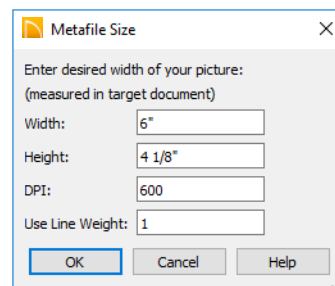 Metafile Size
Enter desired width of your picture:
(measured in target document)
Width: 6"
Height: 4 1/8"
DPI: 600
Use Line Weight: 1
OK Cancel Help